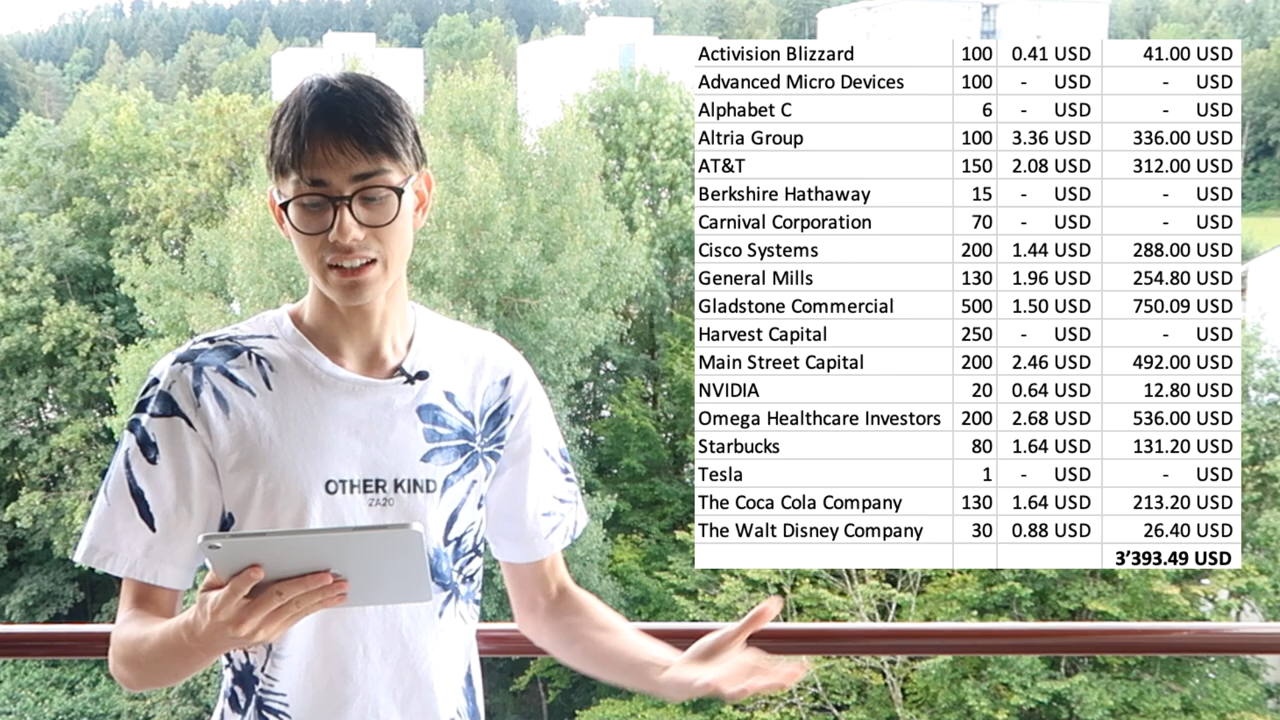 Activision Blizzard 100 0.41 USD 41.00 USD
Advanced Micro Devices 100 - USD - USD
Alphabet C 6 - USD - USD
Altria Group 100 3.36 USD 336.00 USD
AT&T 150 2.08 USD 312.00 USD
Berkshire Hathaway 15 - USD - USD
Carnival Corporation 70 - USD - USD
Cisco Systems 200 1.44 USD 288.00 USD
General Mills 130 1.96 USD 254.80 USD
Gladstone Commercial 500 1.50 USD 750.09 USD
Harvest Capital 250 - USD - USD
Main Street Capital 200 2.46 USD 492.00 USD
NVIDIA 20 0.64 USD 12.80 USD
Omega Healthcare Investors 200 2.68 USD 536.00 USD
Starbucks 80 1.64 USD 131.20 USD
Tesla 1 - USD - USD
The Coca Cola Company 130 1.64 USD 213.20 USD
The Walt Disney Company 30 0.88 USD 26.40 USD
3’393.49 USD
OTHER KIND
ZA20